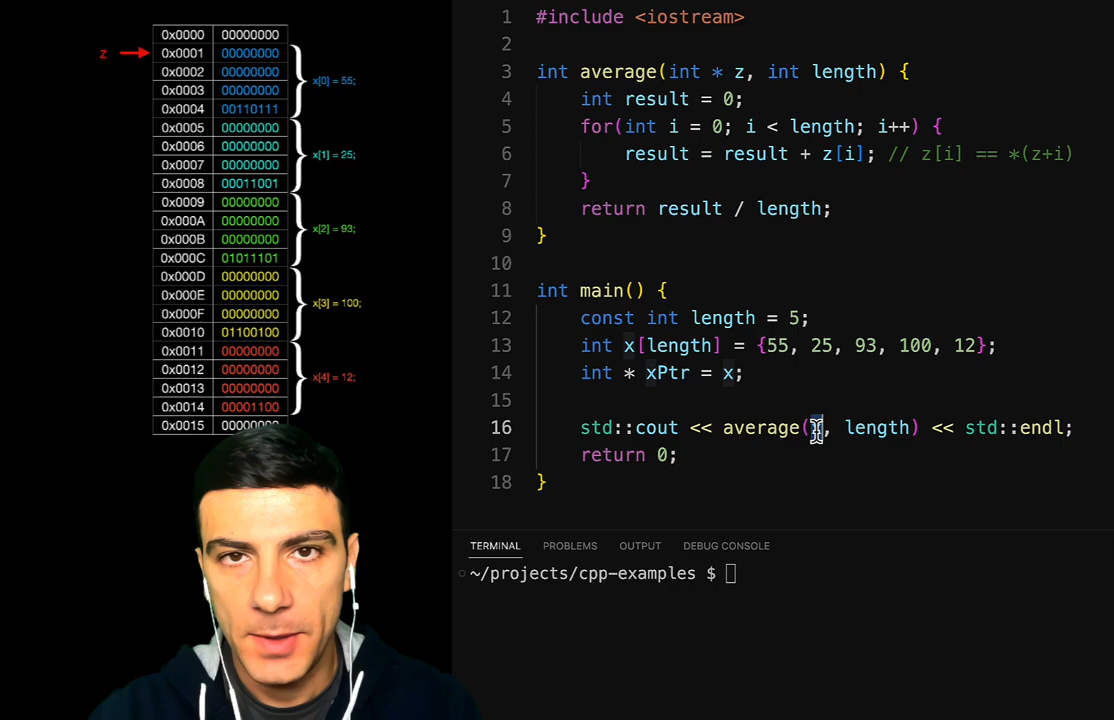 0x0000 00000000
z
0x0001 00000000
0x0002 00000000
0x0003 00000000
0x0004 00110111
x[0] = 55;
0x0005 00000000
0x0006 00000000
0x0007 00000000
0x0008 00011001
x[1] = 25;
0x0009 00000000
0x000A 00000000
0x000B 00000000
0x000C 01011101
x[2] = 93;
0x000D 00000000
0x000E 00000000
0x000F 00000000
0x0010 01100100
x[3] = 100;
0x0011 00000000
0x0012 00000000
0x0013 00000000
0x0014 00001100
x[4] = 12;
0x0015 00000000
1 #include <iostream>
2
3 int average(int * z, int length) {
4 int result = 0;
5 for(int i = 0; i < length; i++) {
6 result = result + z[i]; // z[i] == *(z+i)
7 }
8 return result / length;
9 }
10
11 int main() {
12 const int length = 5;
13 int x[length] = {55, 25, 93, 100, 12};
14 int * xPtr = x;
15
16 std::cout << average(x, length) << std::endl;
17 return 0;
18 }
TERMINAL PROBLEMS OUTPUT DEBUG CONSOLE
~/projects/cpp-examples $